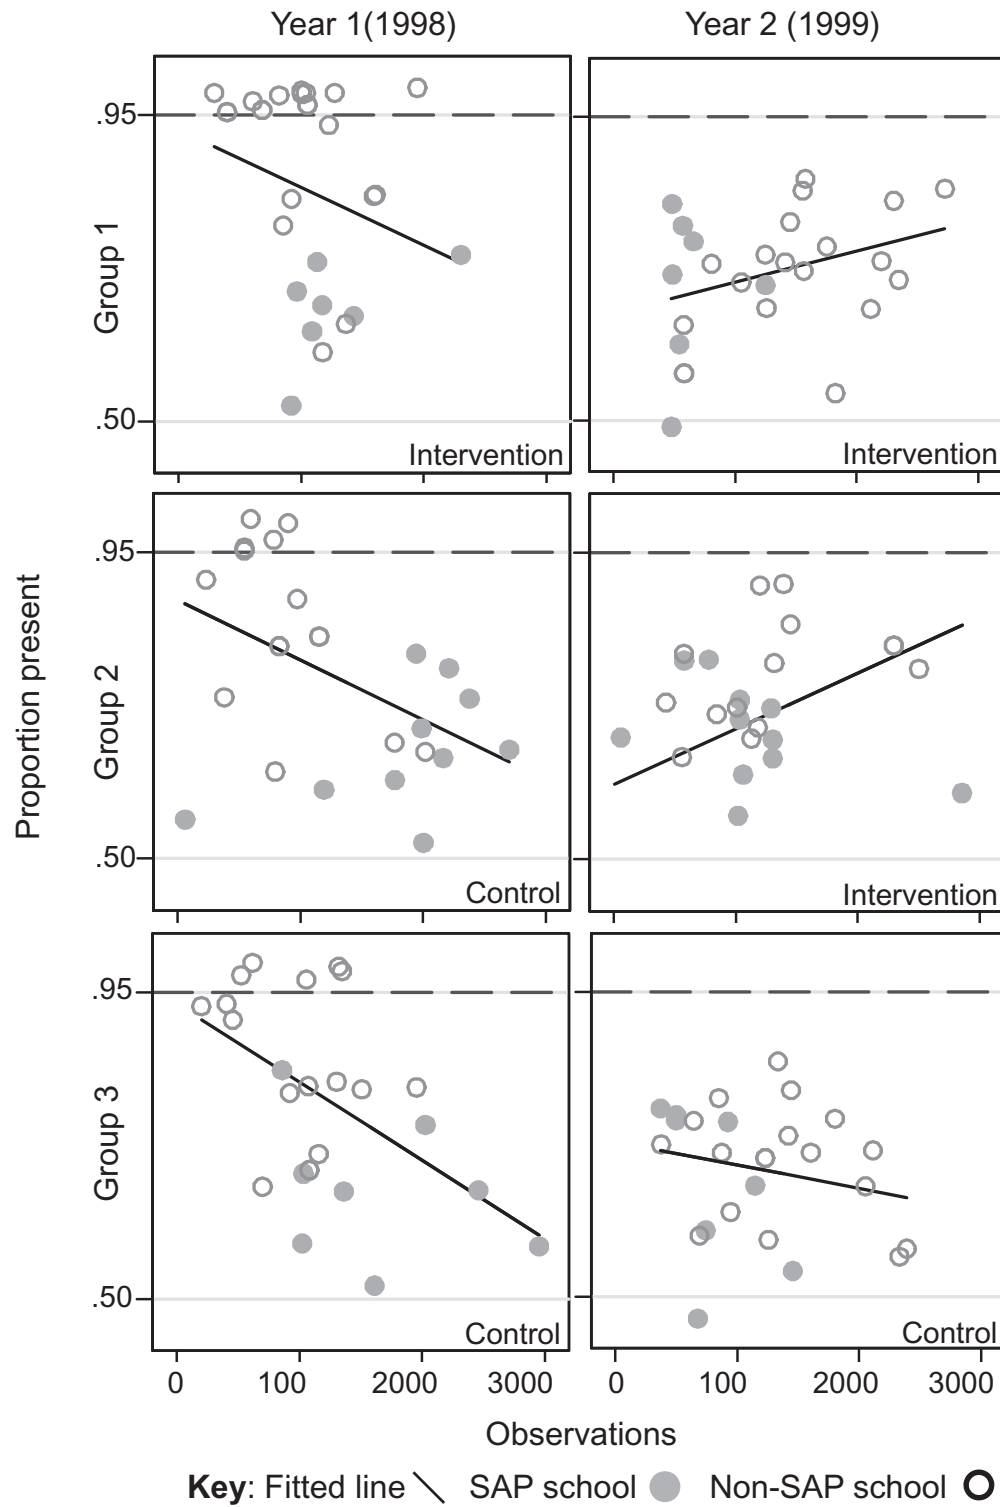 Year 1(1998)
Year 2 (1999)
Proportion present
Group 1
.95
.50
Intervention
Intervention
Group 2
.95
.50
Control
Intervention
Group 3
.95
.50
Control
Control
0 100 2000 3000
0 100 2000 3000
Observations
Key: Fitted line SAP school Non-SAP school